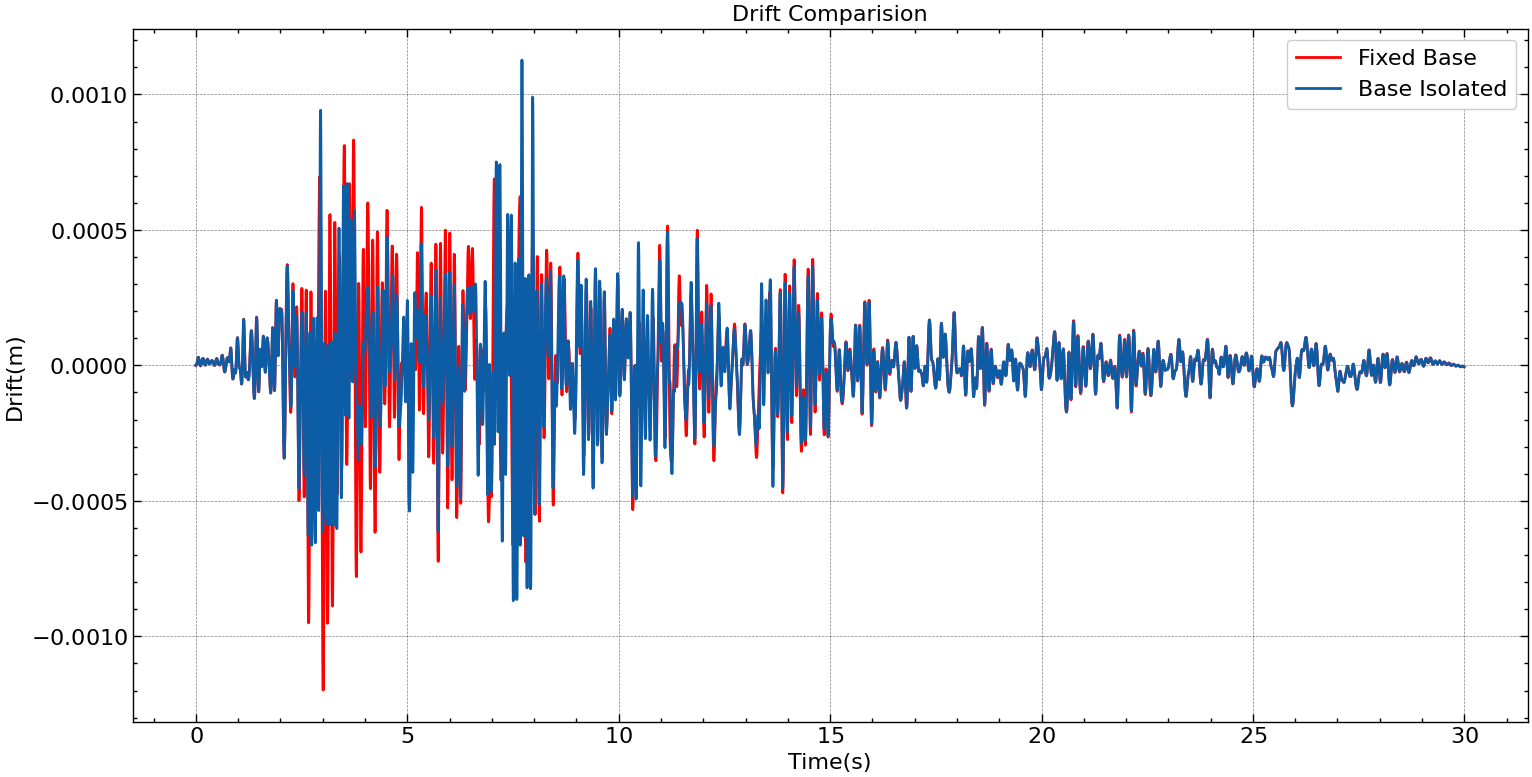 Drift Comparision
Fixed Base
Base Isolated
Drift(m)
0.0010
0.0005
0.0000
−0.0005
−0.0010
0 5 10 15 20 25 30
Time(s)